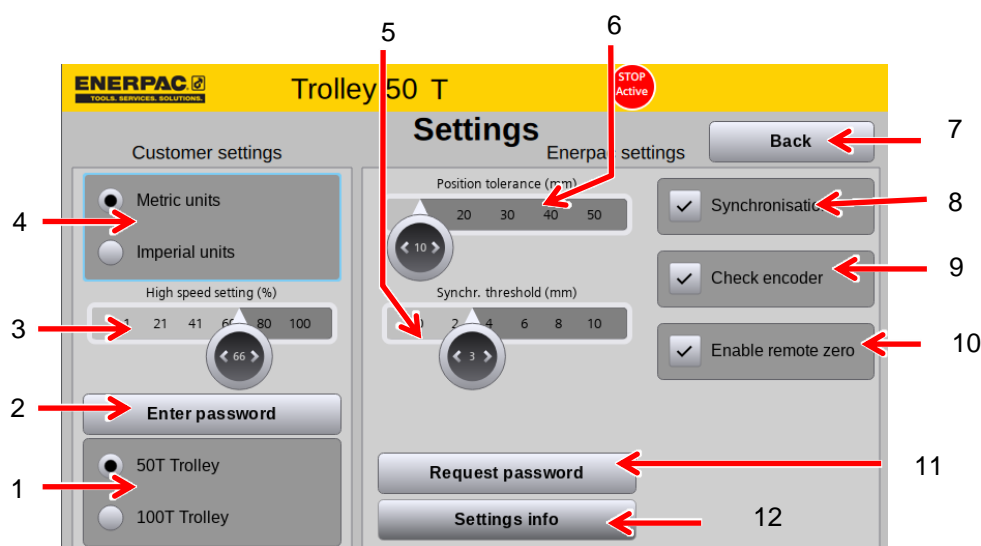 5
6
ENERPAC
TOOLS. SERVICES. SOLUTIONS.
Trolley 50 T
STOP
Active
Settings
Customer settings
Enerpac settings
Back
7
Metric units
Imperial units
4
Position tolerance (mm)
20 30 40 50
10
Synchronisation
8
Check encoder
9
High speed setting (%)
1 21 41 60 80 100
66
3
Synchr. threshold (mm)
0 2 4 6 8 10
3
Enable remote zero
10
2
Enter password
50T Trolley
100T Trolley
1
Request password
11
Settings info
12